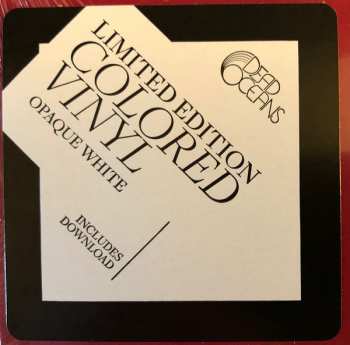 LIMITED EDITION
COLORED
VINYL
OPAQUE WHITE
INCLUDES
DOWNLOAD
DEAD
OCEANS